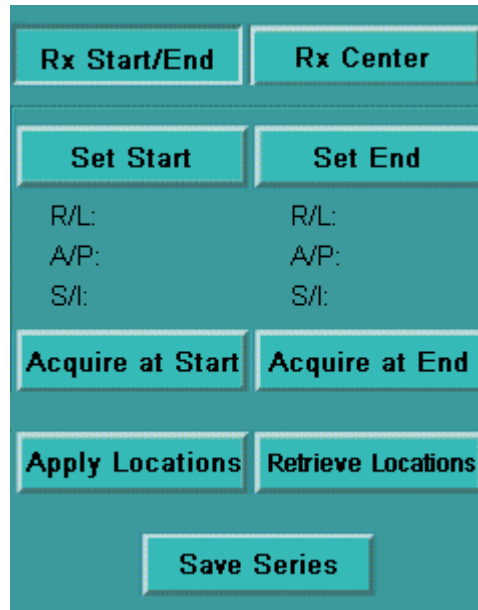 Rx Start/End
Rx Center
Set Start
Set End
R/L:
R/L:
A/P:
A/P:
S/I:
S/I:
Acquire at Start
Acquire at End
Apply Locations
Retrieve Locations
Save Series